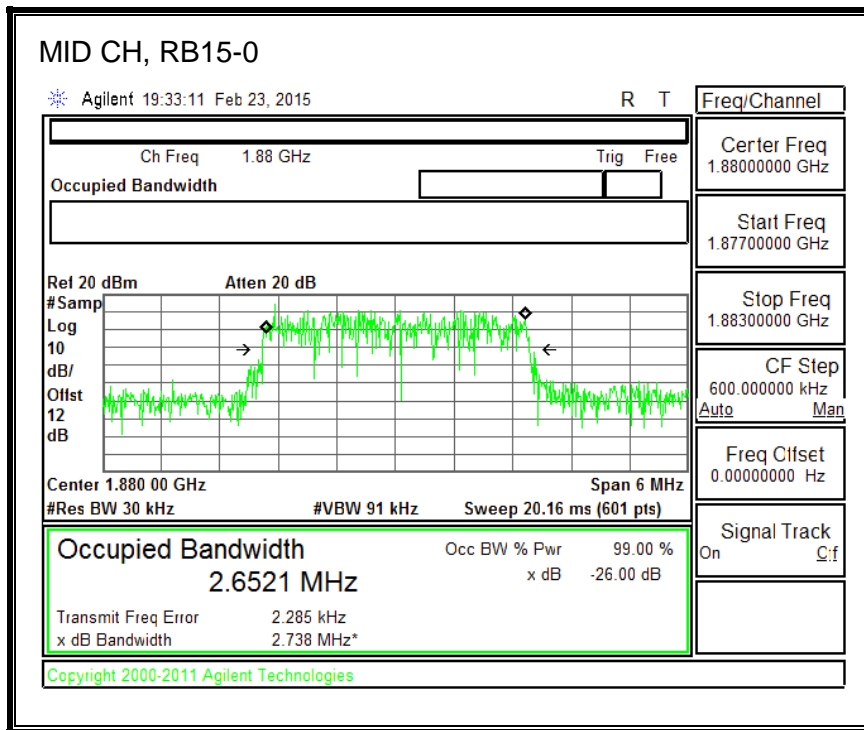 MID CH, RB15-0
Agilent 19:33:11 Feb 23, 2015 R T
Freq/Channel
Ch Freq 1.88 GHz Trig Free
Occupied Bandwidth
Center Freq
1.88000000 GHz
Start Freq
1.87700000 GHz
Stop Freq
1.88300000 GHz
CF Step
600.000000 kHz
Auto Man
Freq Offset
0.00000000 Hz
Signal Track
On Off
Ref 20 dBm Atten 20 dB
#Samp
Log
10
dB/
Offst
12
dB
Center 1.880 00 GHz Span 6 MHz
#Res BW 30 kHz #VBW 91 kHz Sweep 20.16 ms (601 pts)
Occupied Bandwidth Occ BW % Pwr 99.00 %
2.6521 MHz x dB -26.00 dB
Transmit Freq Error 2.285 kHz
x dB Bandwidth 2.738 MHz*
Copyright 2000-2011 Agilent Technologies